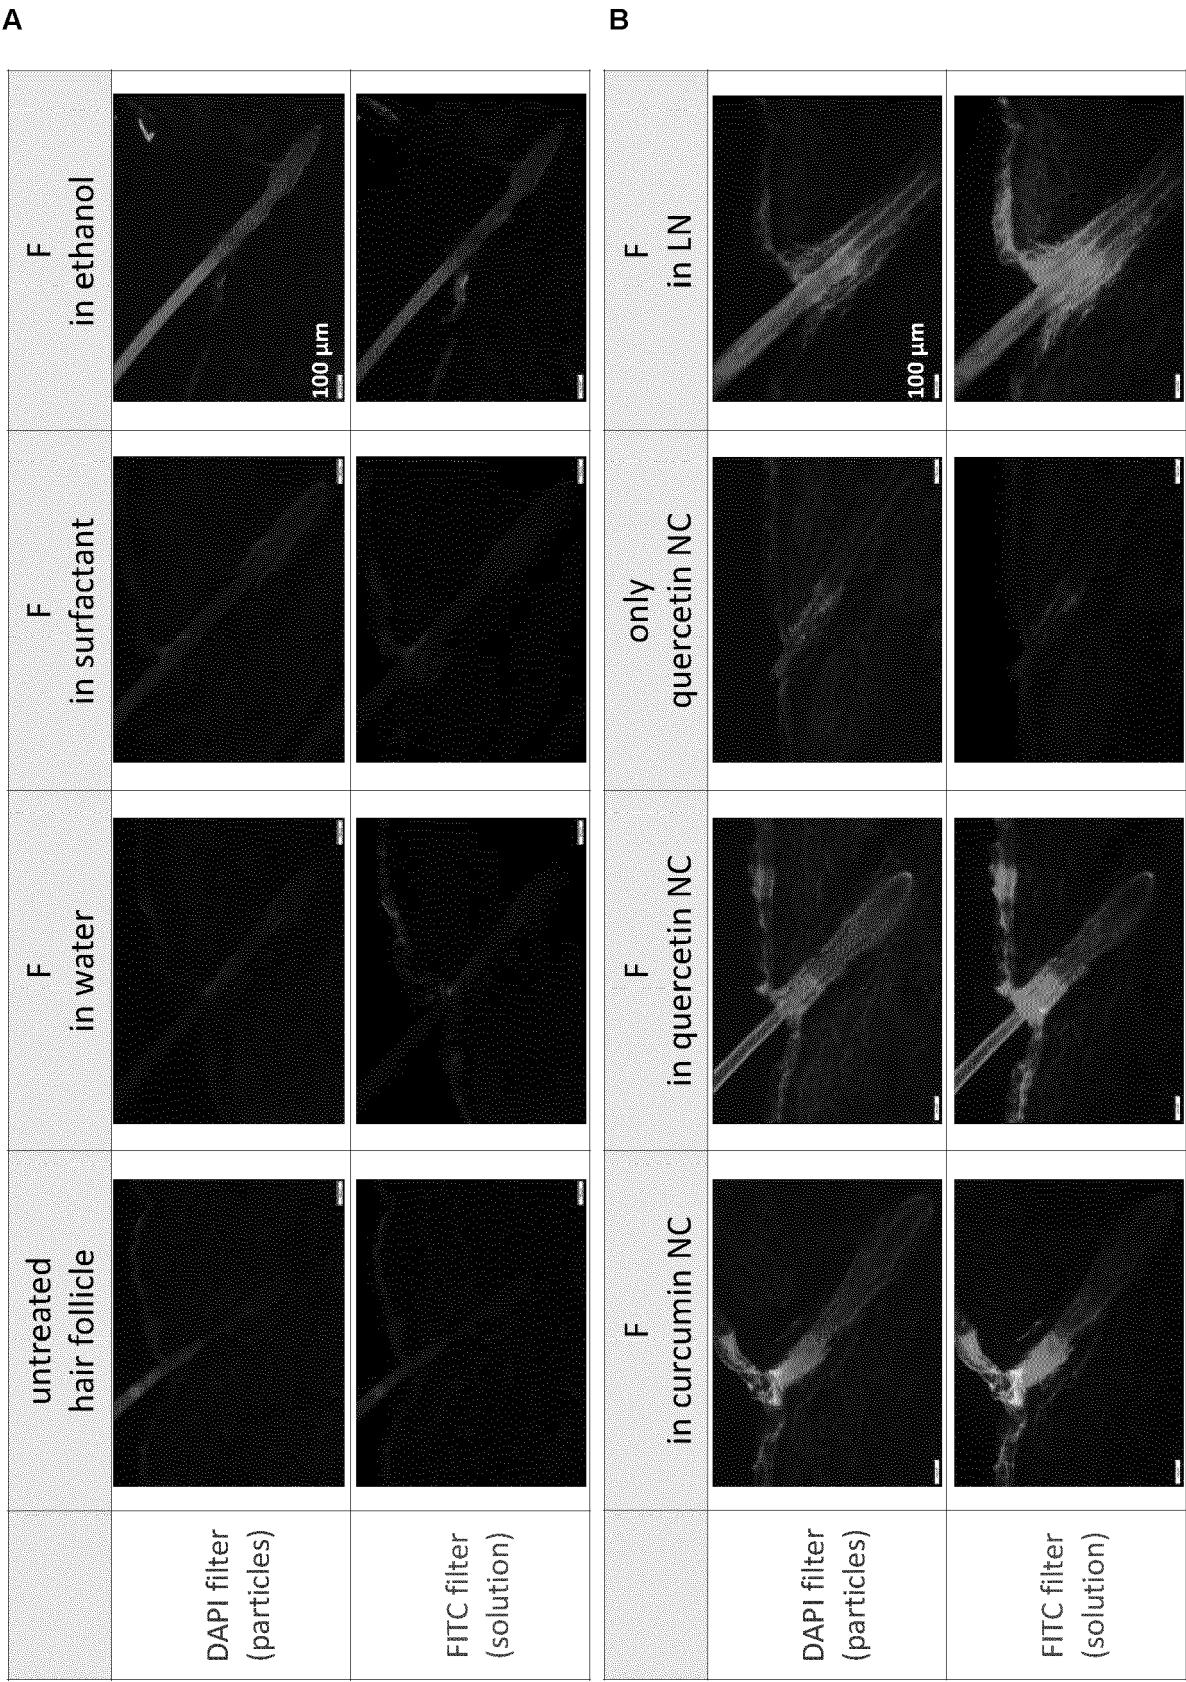 A
untreated
hair follicle
F
in water
F
in surfactant
F
in ethanol
DAPI filter
(particles)
100 µm
FITC filter
(solution)
B
F
in curcumin NC
F
in quercetin NC
only
quercetin NC
F
in LN
DAPI filter
(particles)
100 µm
FITC filter
(solution)